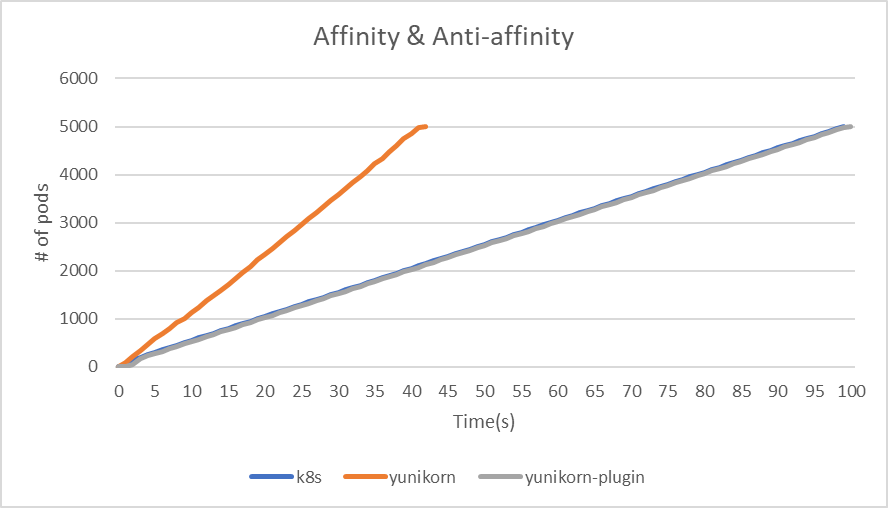 Affinity & Anti-affinity
6000
5000
4000
3000
2000
1000
0
# of pods
0 5 10 15 20 25 30 35 40 45 50 55 60 65 70 75 80 85 90 95 100
Time(s)
k8s yunikorn yunikorn-plugin